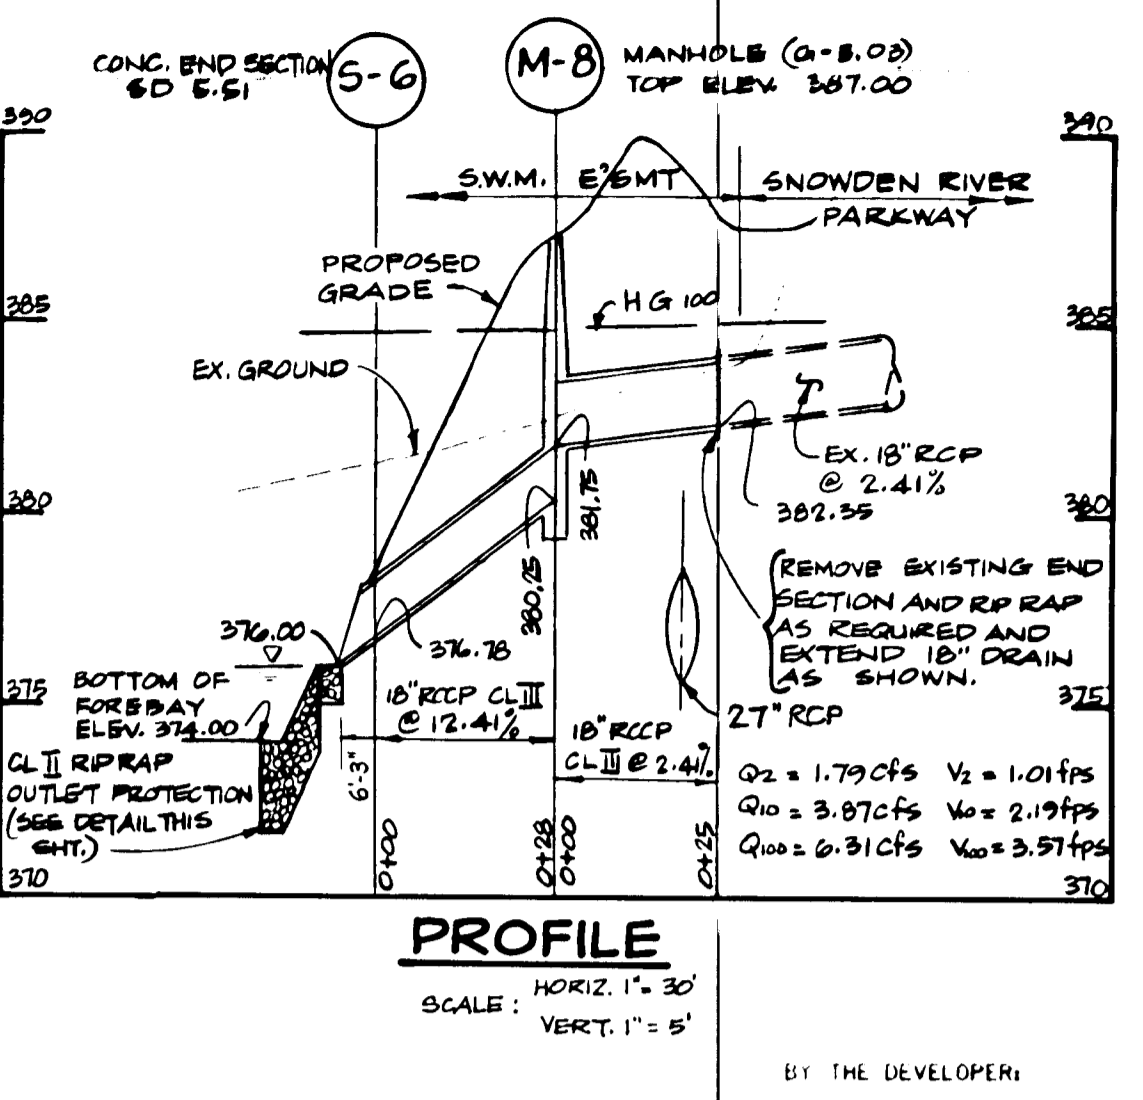 CONC. END SECTION
SD 5.51
S-6
M-8
MANHOLE (G-5.03)
TOP ELEV. 387.00
390
390
S.W.M. E'SMT
SNOWDEN RIVER
PARKWAY
PROPOSED
GRADE
HG 100
385
385
EX. GROUND
EX. 18" RCP
@ 2.41%
382.35
380
380
381.75
380.25
REMOVE EXISTING END
SECTION AND RIP RAP
AS REQUIRED AND
EXTEND 18" DRAIN
AS SHOWN.
376.00
376.78
375
375
BOTTOM OF
FOREBAY
ELEV. 374.00
18" RCCP CL III
@ 12.41%
6'-3"
18" RCCP
CL III @ 2.41%
27" RCP
CL II RIP RAP
OUTLET PROTECTION
(SEE DETAIL THIS
SHT.)
Q2 = 1.79 cfs V2 = 1.01 fps
Q10 = 3.87 cfs V10 = 2.19 fps
Q100 = 6.31 cfs V100 = 3.57 fps
0+00
0+28
0+00
0+25
370
370
PROFILE
SCALE: HORIZ. 1" = 30'
VERT. 1" = 5'
BY THE DEVELOPER: